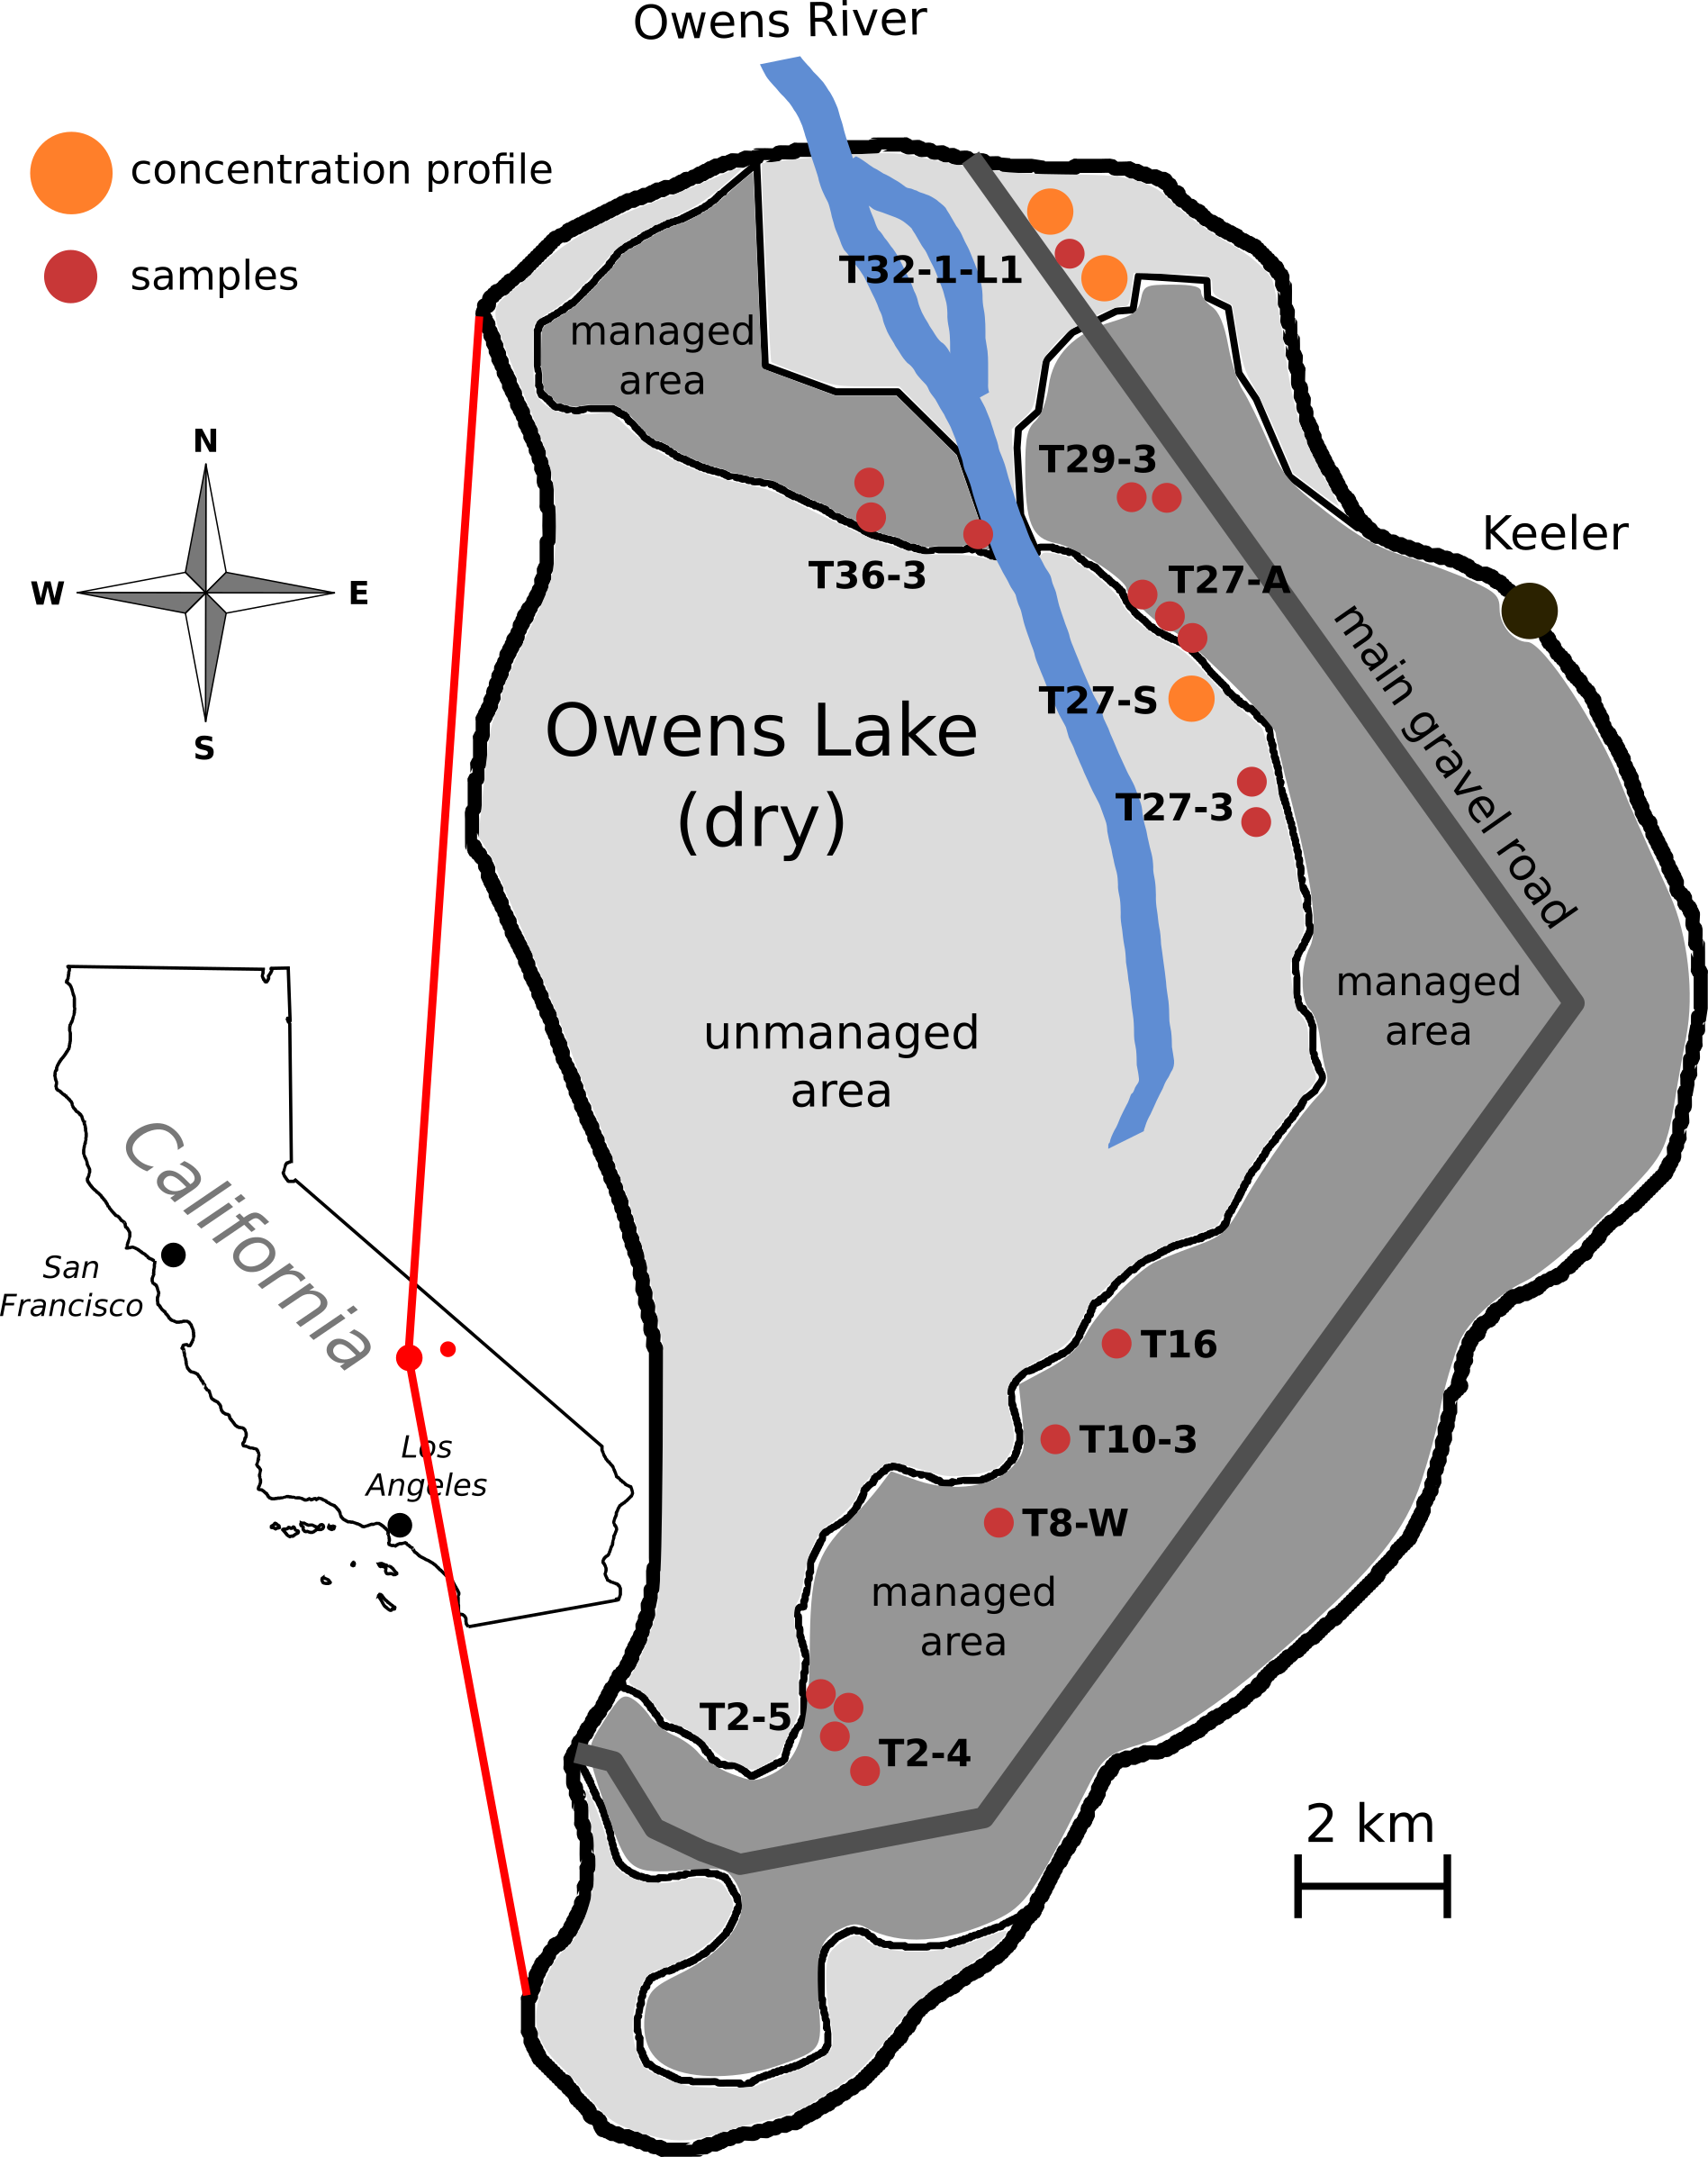 Owens River
concentration profile
samples
T32-1-L1
managed
area
N
W
E
S
T29-3
Keeler
T36-3
T27-A
main gravel road
T27-S
Owens Lake
(dry)
T27-3
managed
area
unmanaged
area
California
San
Francisco
T16
Los
Angeles
T10-3
T8-W
managed
area
T2-5
T2-4
2 km